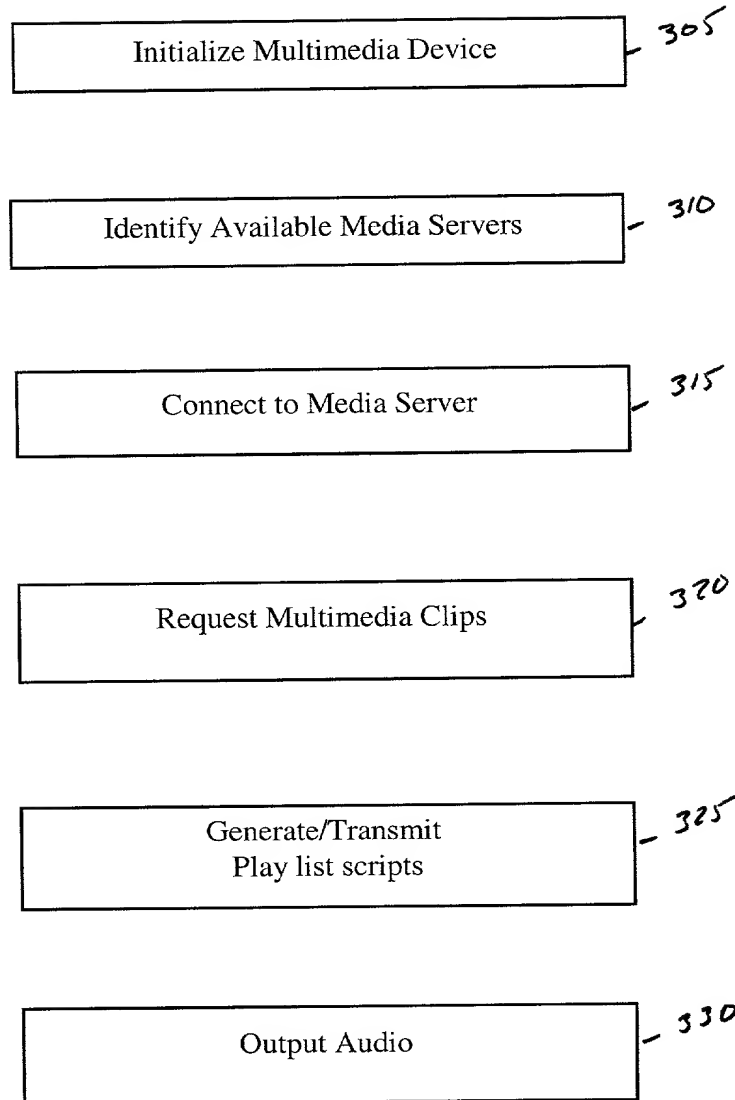 Initialize Multimedia Device 305
Identify Available Media Servers 310
Connect to Media Server 315
Request Multimedia Clips 320
Generate/Transmit 325
Play list scripts
Output Audio 330